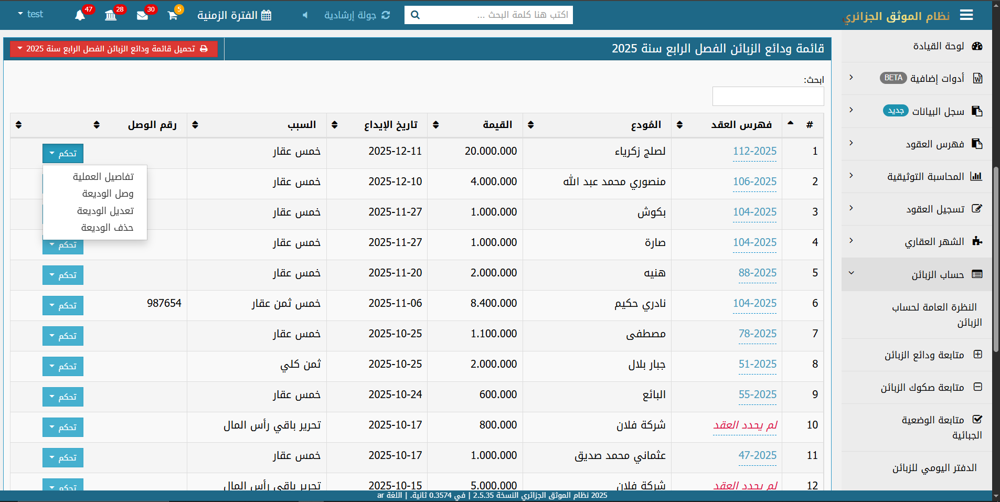 نظام الموثق الجزائري
اكتب هنا كلمة البحث ...
جولة إرشادية
الفترة الزمنية
5
30
28
47
test
لوحة القيادة
أدوات إضافية BETA
سجل البيانات جديد
فهرس العقود
المحاسبة التوثيقية
تسجيل العقود
الشهر العقاري
حساب الزبائن
النظرة العامة لحساب
الزبائن
متابعة ودائع الزبائن
متابعة صكوك الزبائن
متابعة الوضعية
الجبائية
الدفتر اليومي للزبائن
قائمة ودائع الزبائن الفصل الرابع سنة 2025
تحميل قائمة ودائع الزبائن الفصل الرابع سنة 2025
ابحث:
# فهرس العقد المُودع القيمة تاريخ الإيداع السبب رقم الوصل
1 112-2025 لصلج زكرياء 20.000.000 2025-12-11 خمس عقار تحكم
تفاصيل العملية
وصل الوديعة
تعديل الوديعة
حذف الوديعة
2 106-2025 منصوري محمد عبد الله 4.000.000 2025-12-10 خمس عقار
3 104-2025 بكوش 1.000.000 2025-11-27 خمس عقار
4 104-2025 صارة 1.000.000 2025-11-27 خمس عقار تحكم
5 88-2025 هنيه 2.000.000 2025-11-20 خمس عقار تحكم
6 104-2025 نادري حكيم 8.400.000 2025-11-06 خمس ثمن عقار 987654 تحكم
7 78-2025 مصطفى 1.100.000 2025-10-25 خمس عقار تحكم
8 51-2025 جبار بلال 2.000.000 2025-10-25 ثمن كلي تحكم
9 55-2025 البائع 600.000 2025-10-24 خمس عقار تحكم
10 لم يحدد العقد شركة فلان 800.000 2025-10-17 تحرير باقي رأس المال تحكم
11 47-2025 عثماني محمد صديق 1.000.000 2025-10-17 خمس عقار تحكم
12 لم يحدد العقد شركة فلان 5.000.000 2025-10-15 تحرير باقي رأس المال تحكم
2025 نظام الموثق الجزائري النسخة 2.5.35 | في 0.3574 ثانية. | اللغة ar